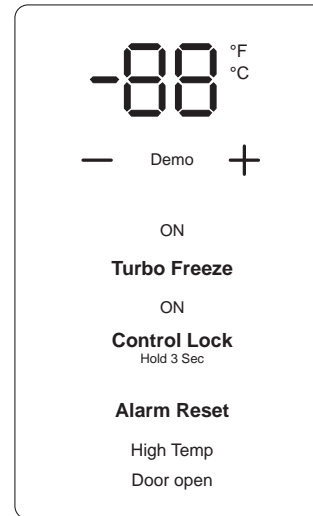 -88 °F
°C
− Demo +
ON
Turbo Freeze
ON
Control Lock
Hold 3 Sec
Alarm Reset
High Temp
Door open